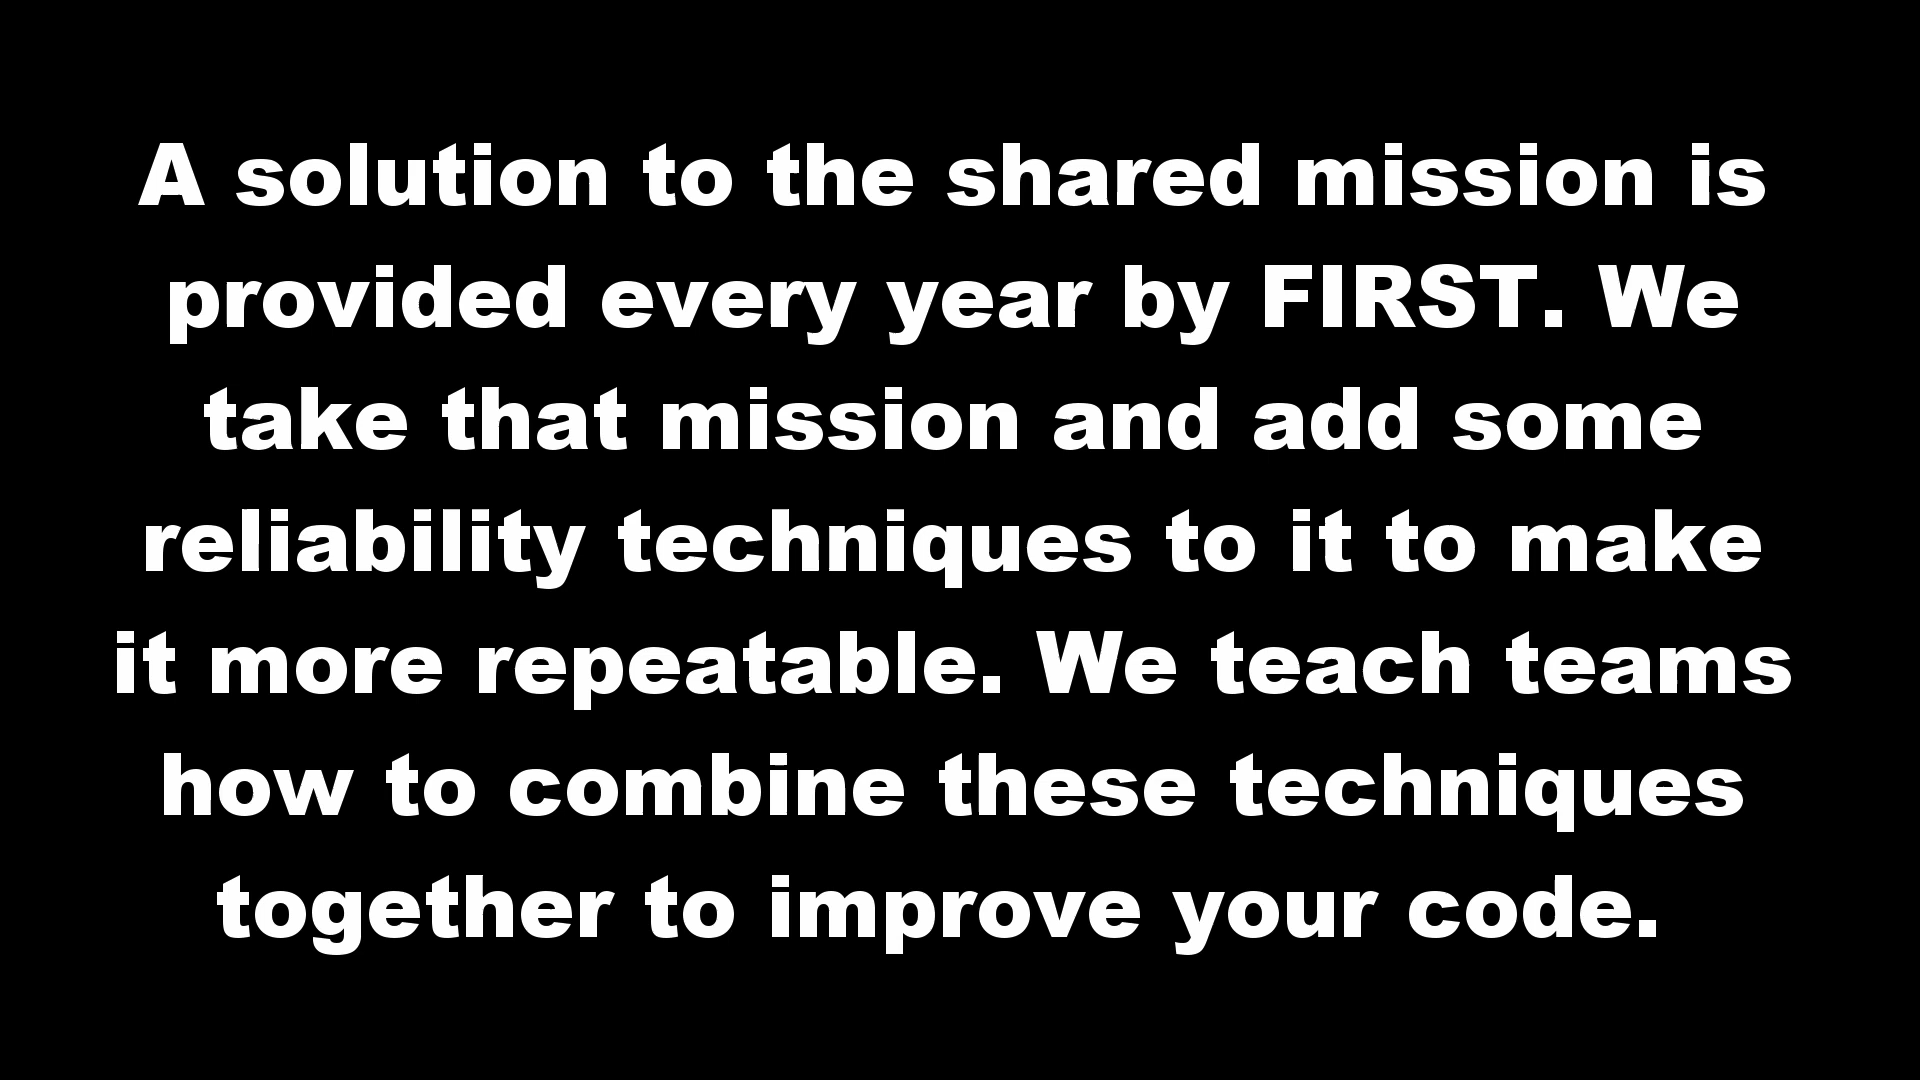 A solution to the shared mission is
provided every year by FIRST. We
take that mission and add some
reliability techniques to it to make
it more repeatable. We teach teams
how to combine these techniques
together to improve your code.